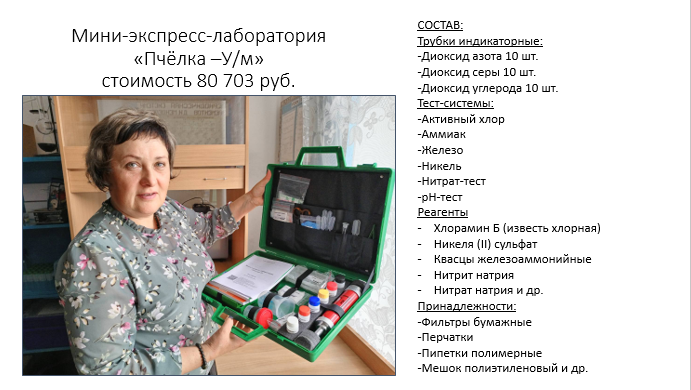 Мини-экспресс-лаборатория
«Пчёлка –У/м»
стоимость 80 703 руб.
СОСТАВ:
Трубки индикаторные:
-Диоксид азота 10 шт.
-Диоксид серы 10 шт.
-Диоксид углерода 10 шт.
Тест-системы:
-Активный хлор
-Аммиак
-Железо
-Никель
-Нитрат-тест
-pH-тест
Реагенты
- Хлорамин Б (известь хлорная)
- Никеля (II) сульфат
- Квасцы железоаммонийные
- Нитрит натрия
- Нитрат натрия и др.
Принадлежности:
-Фильтры бумажные
-Перчатки
-Пипетки полимерные
-Мешок полиэтиленовый и др.